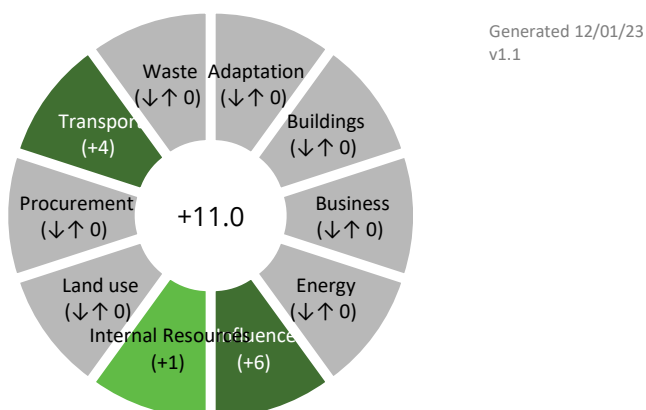 Generated 12/01/23
v1.1
Waste
(↓↑ 0)
Adaptation
(↓↑ 0)
Buildings
(↓↑ 0)
Business
(↓↑ 0)
Energy
(↓↑ 0)
Influence
(+6)
Internal Resources
(+1)
Land use
(↓↑ 0)
Procurement
(↓↑ 0)
Transport
(+4)
+11.0